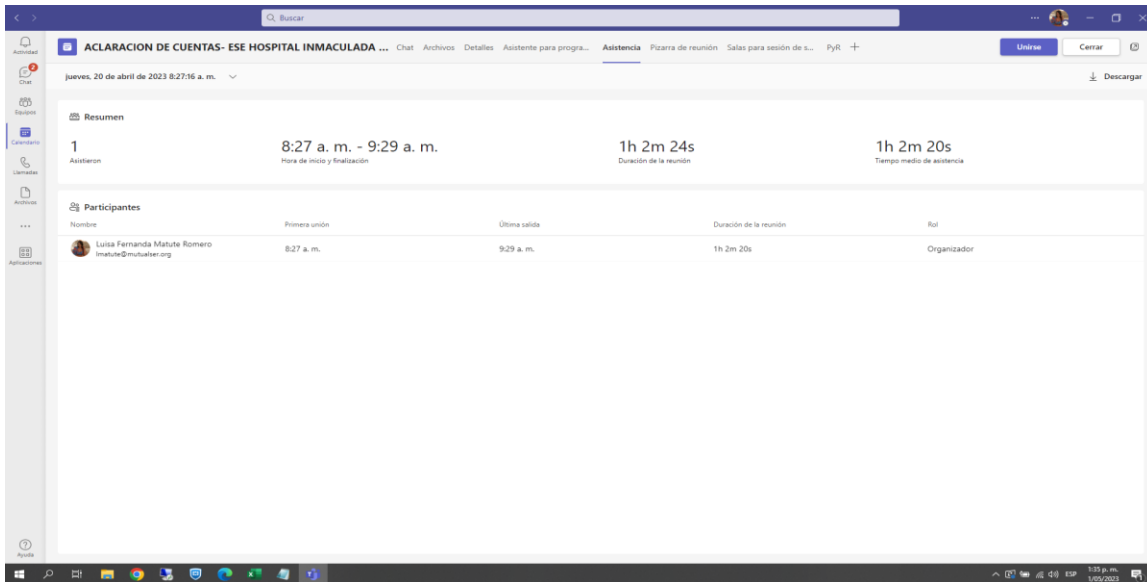 Buscar
Actividad
2
Chat
Equipos
Calendario
Llamadas
Archivos
Aplicaciones
Ayuda
ACLARACION DE CUENTAS- ESE HOSPITAL INMACULADA ... Chat Archivos Detalles Asistente para progra... Asistencia Pizarra de reunión Salas para sesión de s... PyR + Unirse Cerrar
jueves, 20 de abril de 2023 8:27:16 a. m. Descargar
Resumen
1 8:27 a. m. - 9:29 a. m. 1h 2m 24s 1h 2m 20s
Asistieron Hora de inicio y finalización Duración de la reunión Tiempo medio de asistencia
Participantes
Nombre Primera unión Última salida Duración de la reunión Rol
Luisa Fernanda Matute Romero 8:27 a. m. 9:29 a. m. 1h 2m 20s Organizador
lmatute@mutualser.org
ESP 1:35 p. m.
1/05/2023